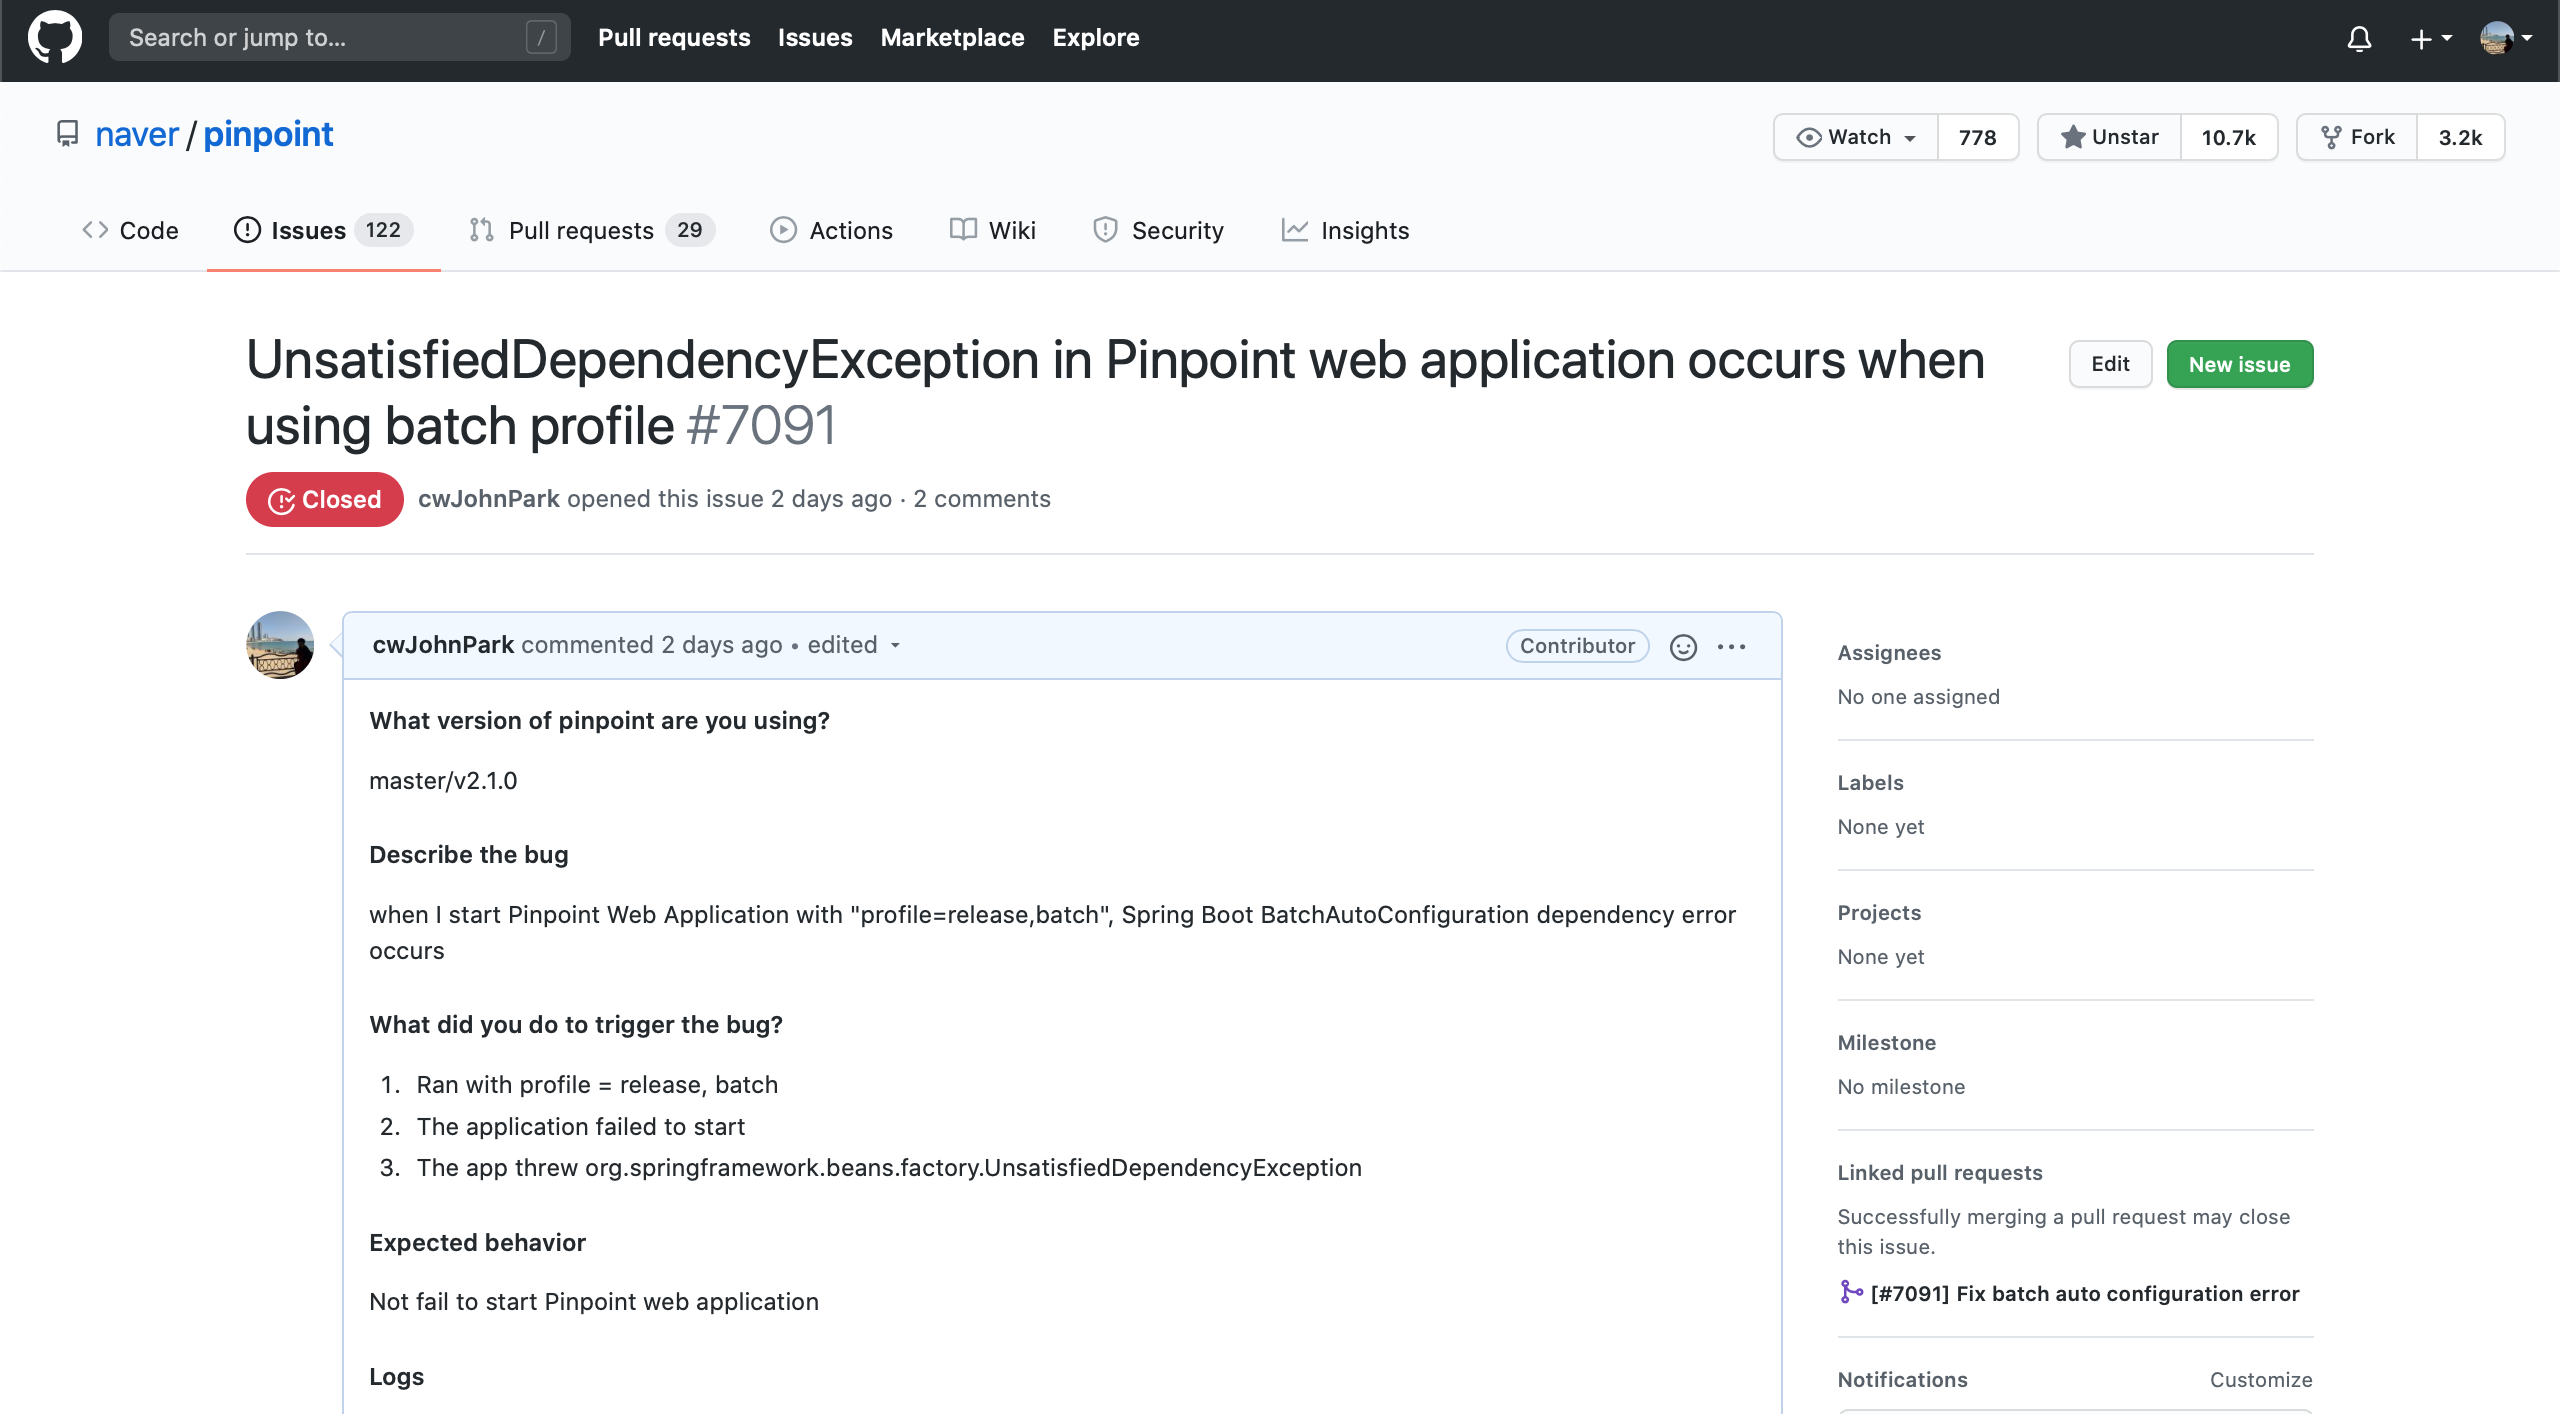 Search or jump to... /
Pull requests Issues Marketplace Explore
naver / pinpoint
Watch 778 Unstar 10.7k Fork 3.2k
Code Issues 122 Pull requests 29 Actions Wiki Security Insights
UnsatisfiedDependencyException in Pinpoint web application occurs when
using batch profile #7091
Edit New issue
Closed cwJohnPark opened this issue 2 days ago · 2 comments
cwJohnPark commented 2 days ago • edited
Contributor
What version of pinpoint are you using?
master/v2.1.0
Describe the bug
when I start Pinpoint Web Application with "profile=release,batch", Spring Boot BatchAutoConfiguration dependency error
occurs
What did you do to trigger the bug?
1. Ran with profile = release, batch
2. The application failed to start
3. The app threw org.springframework.beans.factory.UnsatisfiedDependencyException
Expected behavior
Not fail to start Pinpoint web application
Logs
Assignees
No one assigned
Labels
None yet
Projects
None yet
Milestone
No milestone
Linked pull requests
Successfully merging a pull request may close
this issue.
[#7091] Fix batch auto configuration error
Notifications Customize